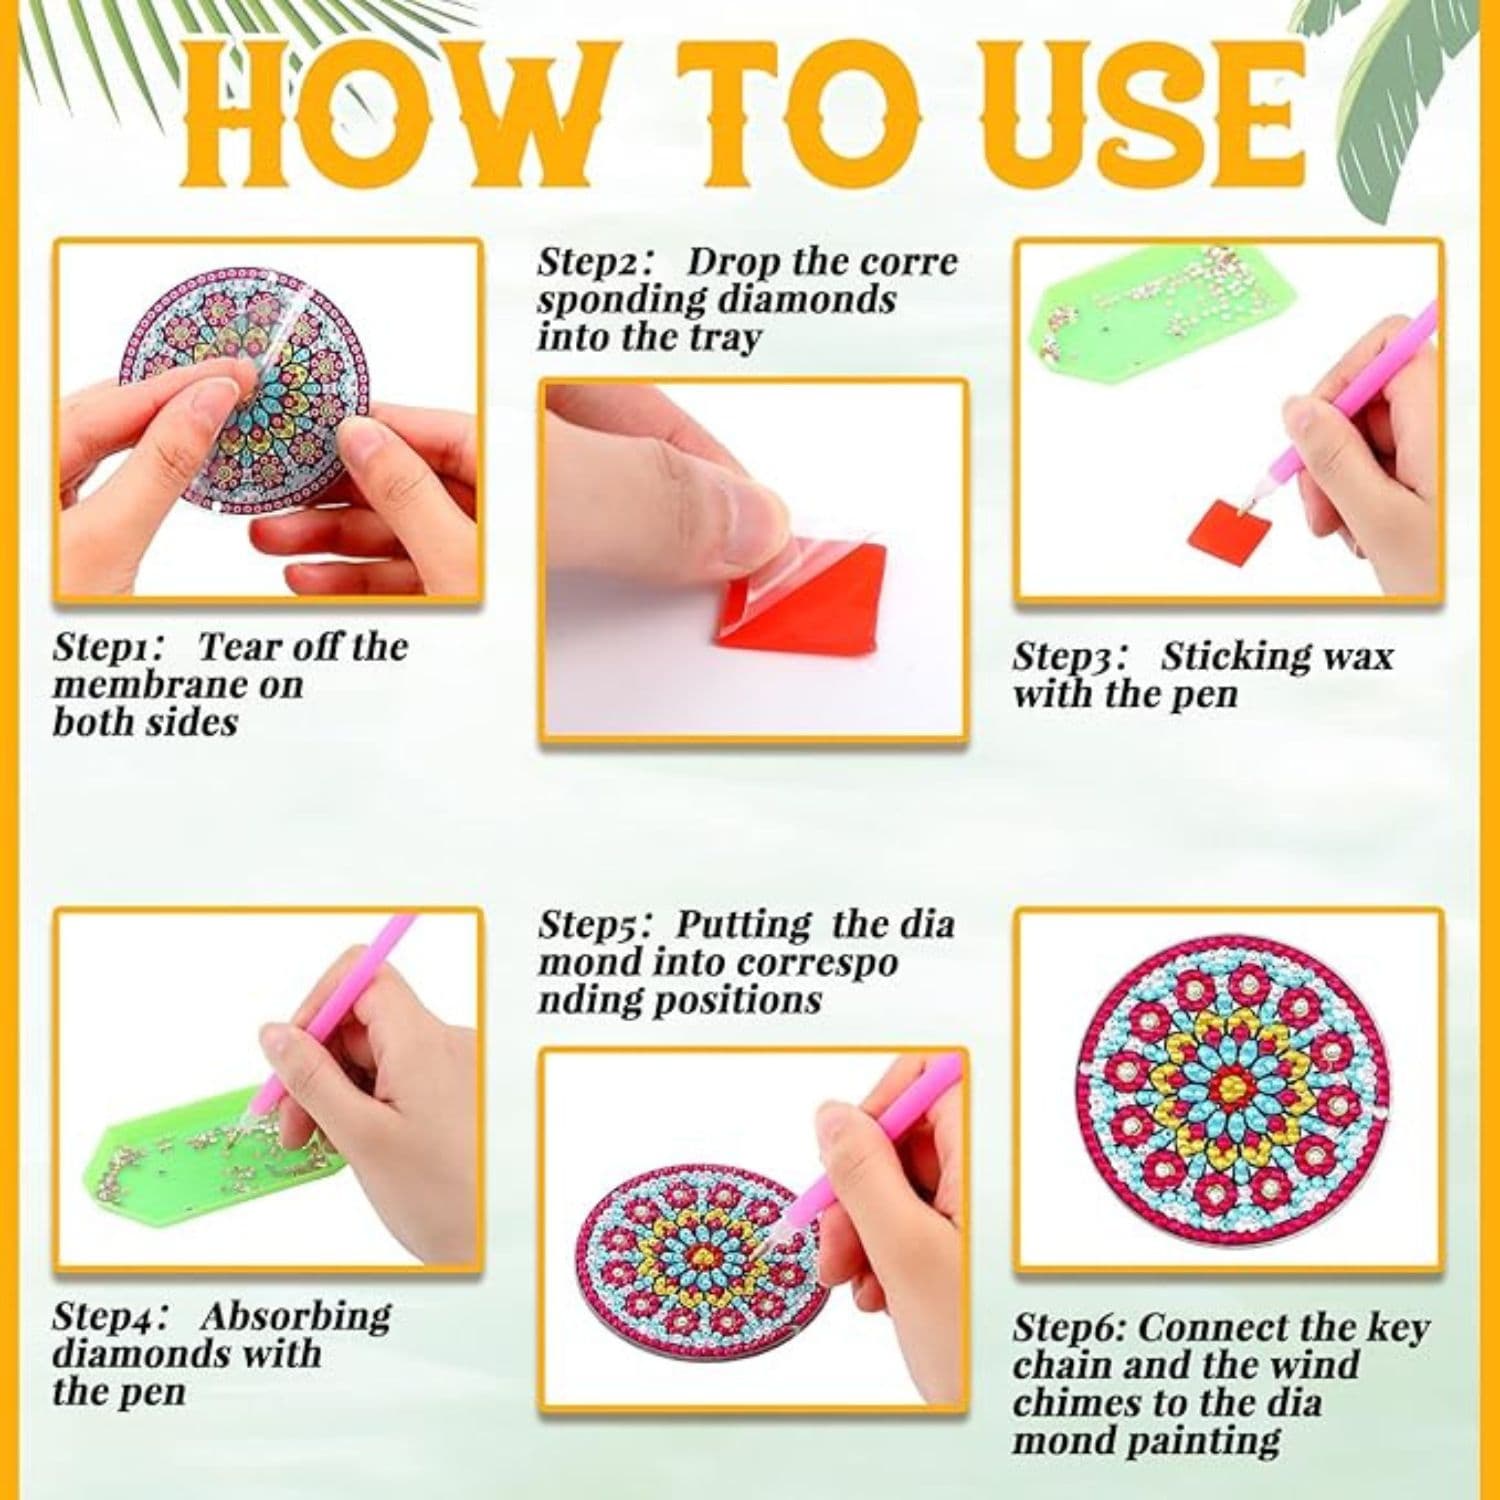 HOW TO USE
Step1： Tear off the
membrane on
both sides
Step2： Drop the corre
sponding diamonds
into the tray
Step3： Sticking wax
with the pen
Step4： Absorbing
diamonds with
the pen
Step5： Putting the dia
mond into correspo
nding positions
Step6: Connect the key
chain and the wind
chimes to the dia
mond painting